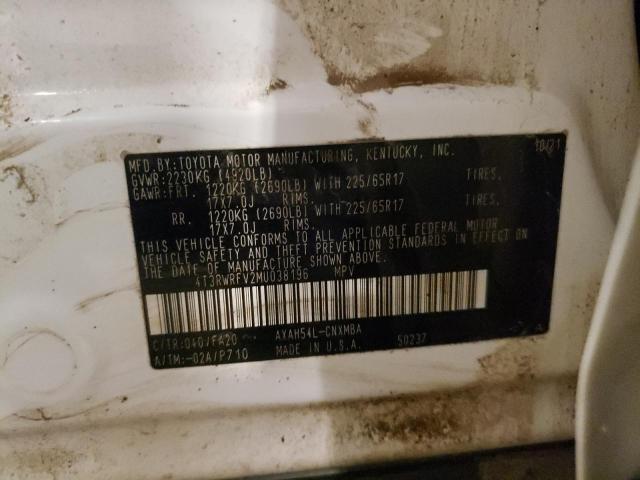 MFD.BY:TOYOTA MOTOR MANUFACTURING, KENTUCKY, INC. 10/21
GVWR:2230KG (4920LB)
GAWR:FRT. 1220KG (2690LB) WITH 225/65R17 TIRES,
17X7.0J RIMS.
RR. 1220KG (2690LB) WITH 225/65R17 TIRES,
17X7.0J RIMS.
THIS VEHICLE CONFORMS TO ALL APPLICABLE FEDERAL MOTOR
VEHICLE SAFETY AND THEFT PREVENTION STANDARDS IN EFFECT ON
THE DATE OF MANUFACTURE SHOWN ABOVE.
4T3RWRFV2MU038196 MPV
C/TR:040/FA20 AXAH54L-CNXMBA
A/TM:-02A/P710 MADE IN U.S.A. 50237